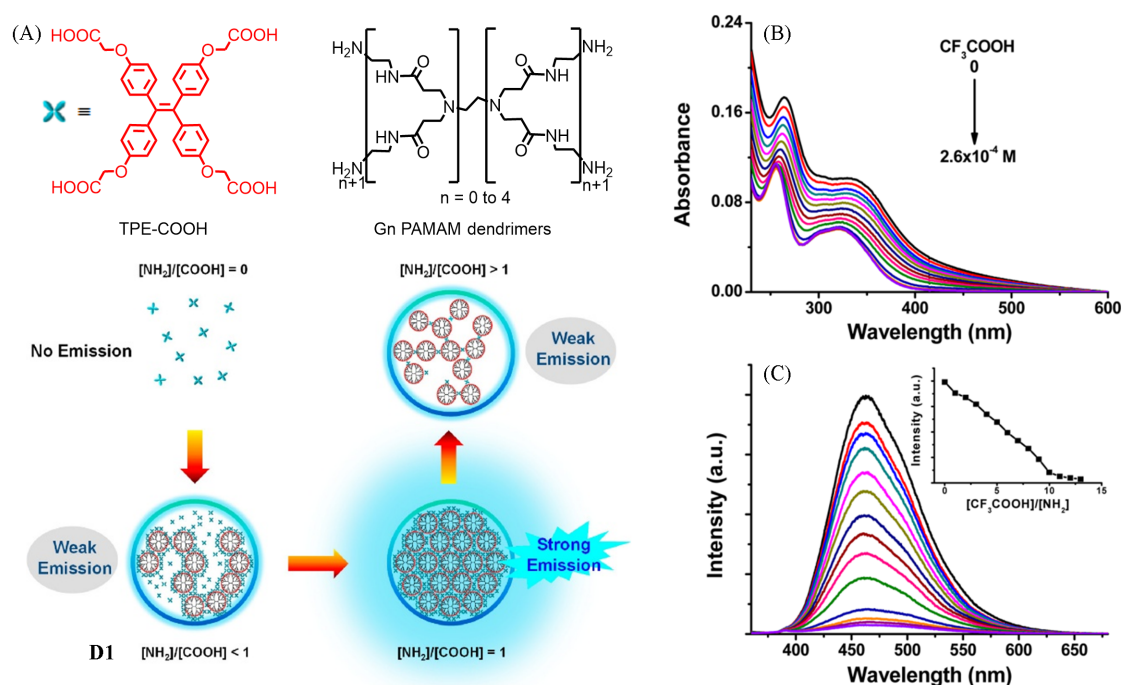 (A)
HOOC
COOH
O
O
≡
O
O
HOOC
COOH
TPE-COOH
H2N
NH2
HN
O
O
NH
N
N
NH
O
O
HN
H2N
NH2
n+1
n+1
n = 0 to 4
Gn PAMAM dendrimers
[NH2]/[COOH] = 0
No Emission
[NH2]/[COOH] > 1
Weak
Emission
Weak
Emission
Strong
Emission
D1
[NH2]/[COOH] < 1
[NH2]/[COOH] = 1
(B)
CF3COOH
0
2.6x10-4 M
Absorbance
0.24
0.16
0.08
0.00
300
400
500
600
Wavelength (nm)
(C)
Intensity (a.u.)
400
450
500
550
600
650
Wavelength (nm)
Intensity (a.u.)
0
5
10
15
[CF3COOH]/[NH2]